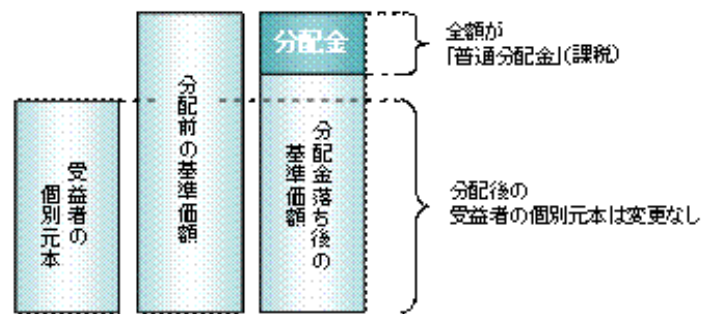 分配金
全額が
「普通分配金」(課税)
受益者の
個別元本
分配前の基準価額
分配金落ち後の
基準価額
分配後の
受益者の個別元本は変更なし